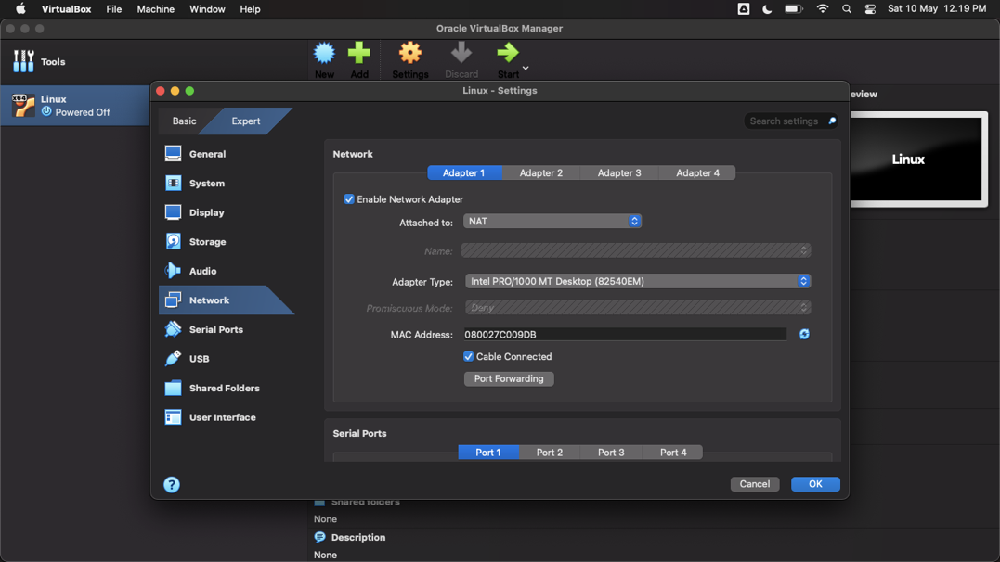 VirtualBox File Machine Window Help Sat 10 May 12.19 PM
Oracle VirtualBox Manager
Tools
New Add Settings Discard Start
x64 Linux
Powered Off
Linux - Settings
Basic Expert
Search settings
General
System
Display
Storage
Audio
Network
Serial Ports
USB
Shared Folders
User Interface
Network
Adapter 1 Adapter 2 Adapter 3 Adapter 4
Enable Network Adapter
Attached to: NAT
Name:
Adapter Type: Intel PRO/1000 MT Desktop (82540EM)
Promiscuous Mode: Deny
MAC Address: 080027C009DB
Cable Connected
Port Forwarding
Serial Ports
Port 1 Port 2 Port 3 Port 4
? Cancel OK
eview
Linux
Shared folders
None
Description
None